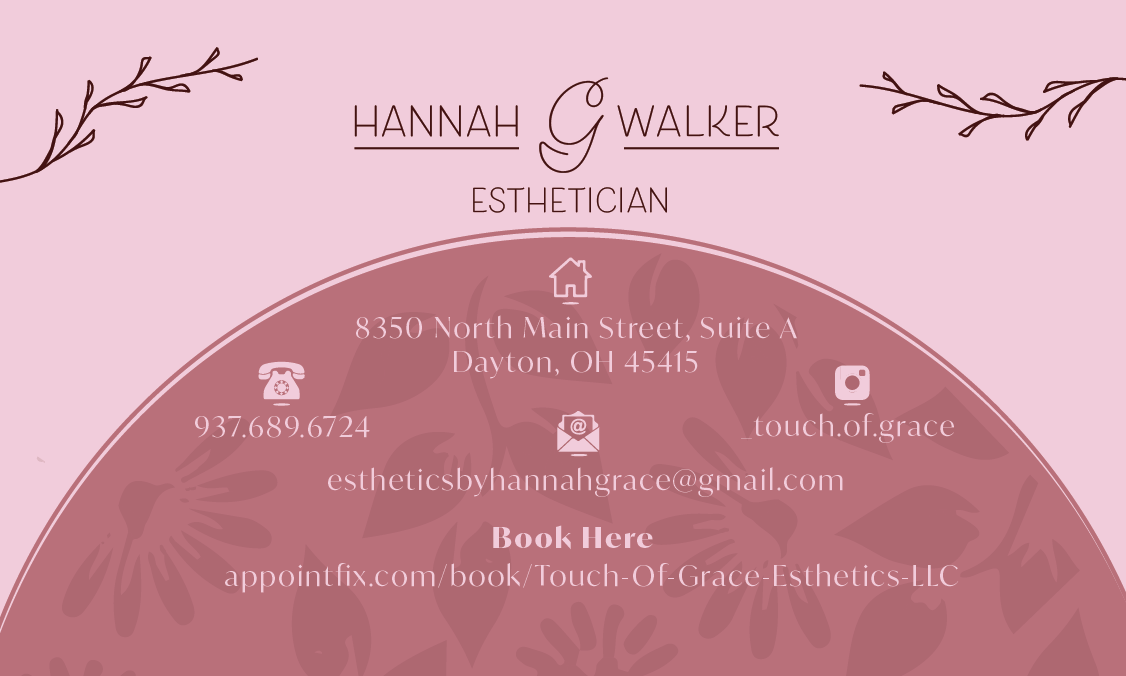 HANNAH G WALKER
ESTHETICIAN
8350 North Main Street, Suite A
Dayton, OH 45415
937.689.6724
_touch.of.grace
@
estheticsbyhannahgrace@gmail.com
Book Here
appointfix.com/book/Touch-Of-Grace-Esthetics-LLC